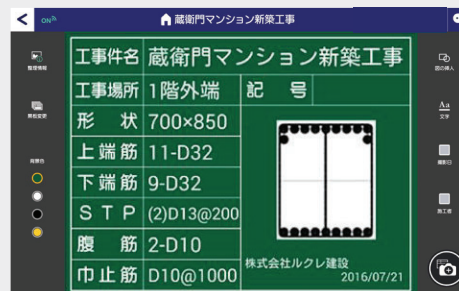 ON
蔵衛門マンション新築工事
工事件名 蔵衛門マンション新築工事
工事場所 1階外端 記 号
形 状 700×850
上端筋 11-D32
下端筋 9-D32
S T P (2)D13@200
腹 筋 2-D10
巾止筋 D10@1000
株式会社ルクレ建設
2016/07/21
管理情報
黒板変更
背景色
図の挿入
Aa
文字
撮影日
施工者